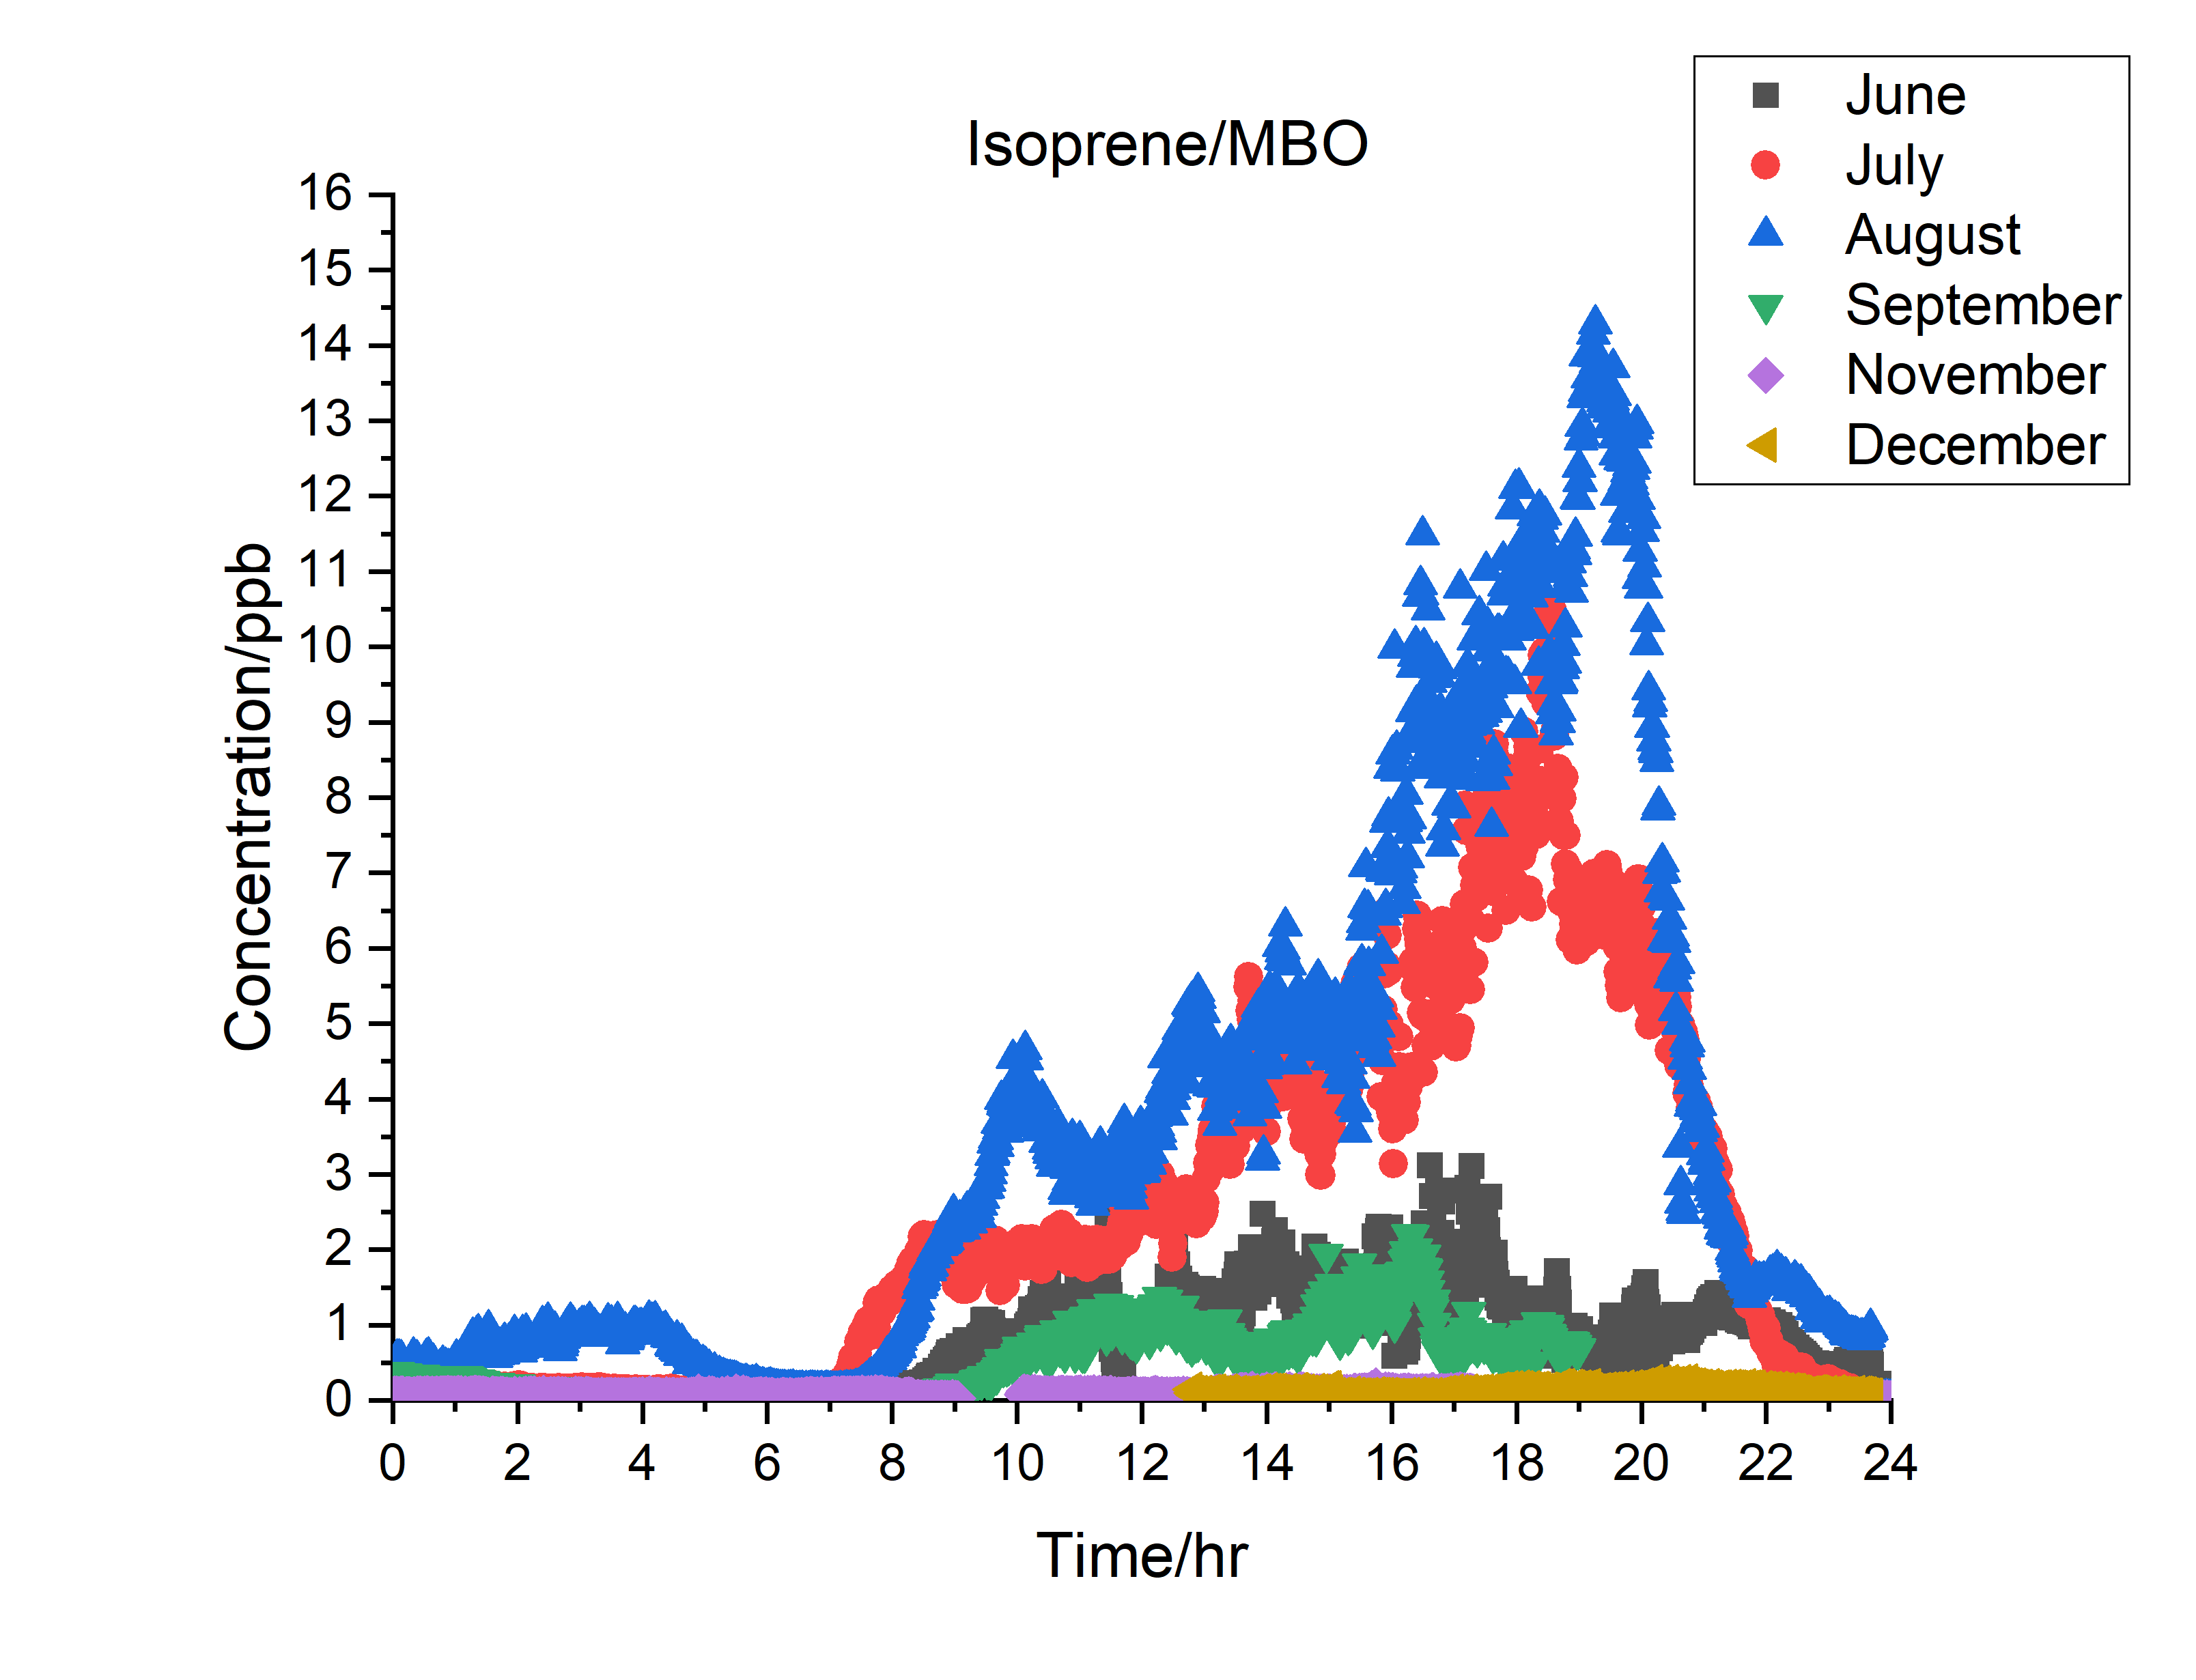 Isoprene/MBO
June
July
August
September
November
December
Concentration/ppb
16
15
14
13
12
11
10
9
8
7
6
5
4
3
2
1
0
0 2 4 6 8 10 12 14 16 18 20 22 24
Time/hr